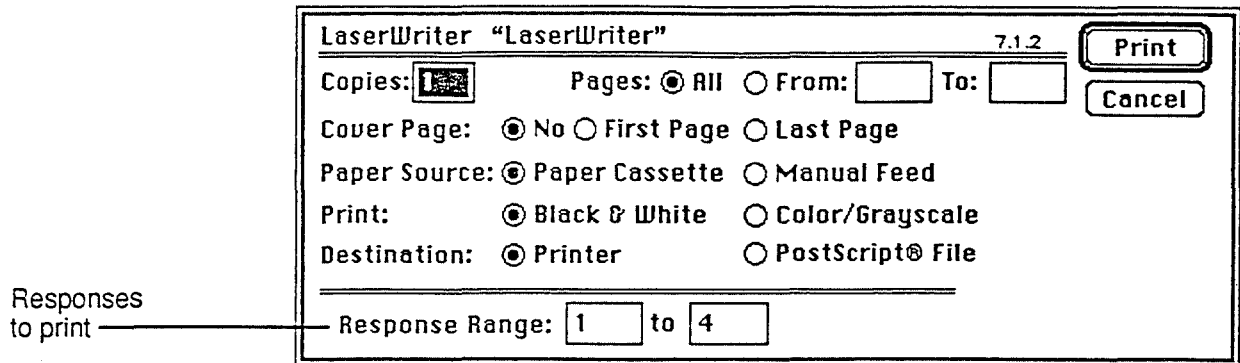 LaserWriter "LaserWriter" 7.1.2 Print
Copies: 1 Pages: All From: To:
Cancel
Cover Page: No First Page Last Page
Paper Source: Paper Cassette Manual Feed
Print: Black & White Color/Grayscale
Destination: Printer PostScript® File
Responses
to print
Response Range: 1 to 4